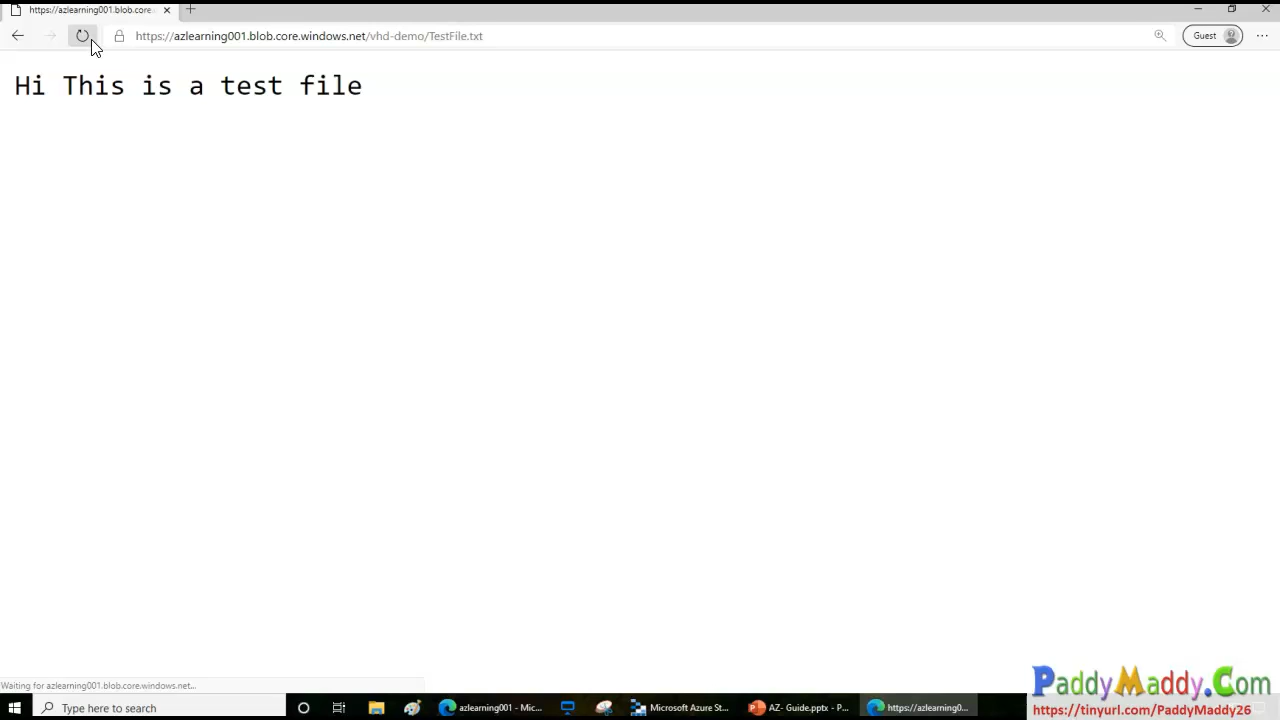 https://azlearning001.blob.core.
https://azlearning001.blob.core.windows.net/vhd-demo/TestFile.txt
Guest
Hi This is a test file
Waiting for azlearning001.blob.core.windows.net...
Type here to search
azlearning001 - Mic...
Microsoft Azure St...
AZ- Guide.pptx - P...
https://azlearning0...
PaddyMaddy.Com
https://tinyurl.com/PaddyMaddy26